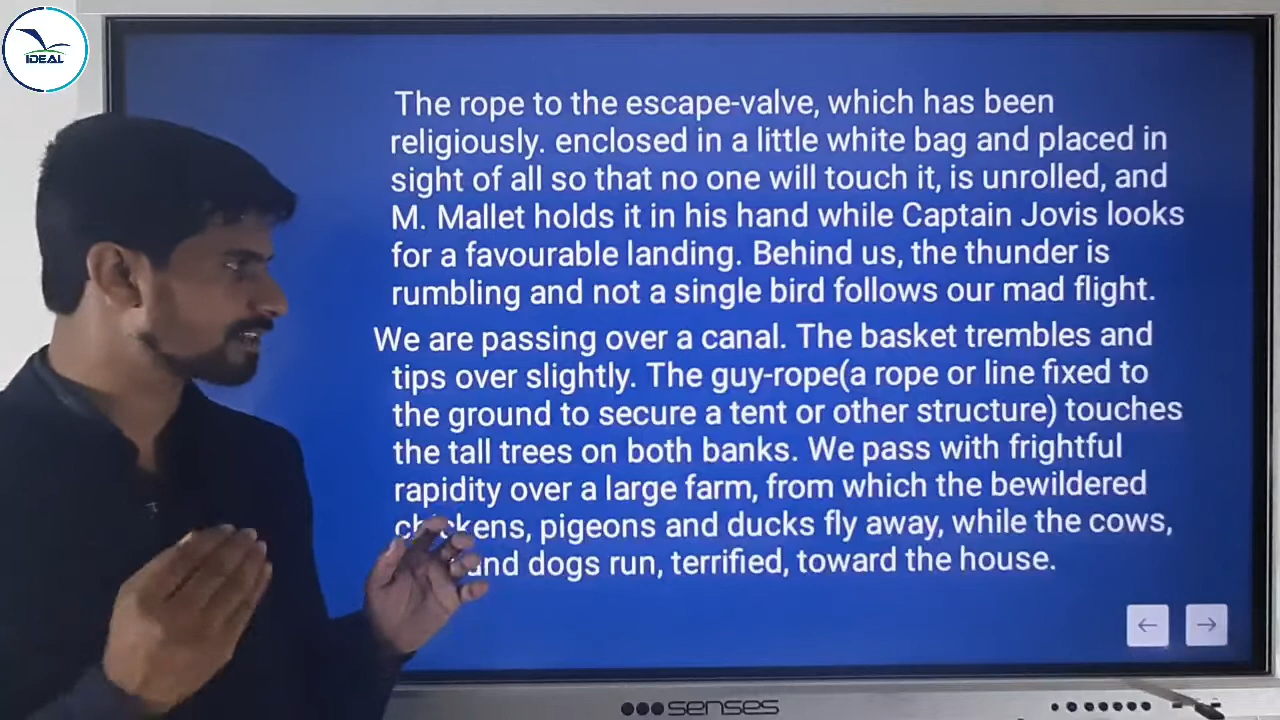 IDEAL
The rope to the escape-valve, which has been
religiously. enclosed in a little white bag and placed in
sight of all so that no one will touch it, is unrolled, and
M. Mallet holds it in his hand while Captain Jovis looks
for a favourable landing. Behind us, the thunder is
rumbling and not a single bird follows our mad flight.
We are passing over a canal. The basket trembles and
tips over slightly. The guy-rope(a rope or line fixed to
the ground to secure a tent or other structure) touches
the tall trees on both banks. We pass with frightful
rapidity over a large farm, from which the bewildered
chickens, pigeons and ducks fly away, while the cows,
and dogs run, terrified, toward the house.
senses